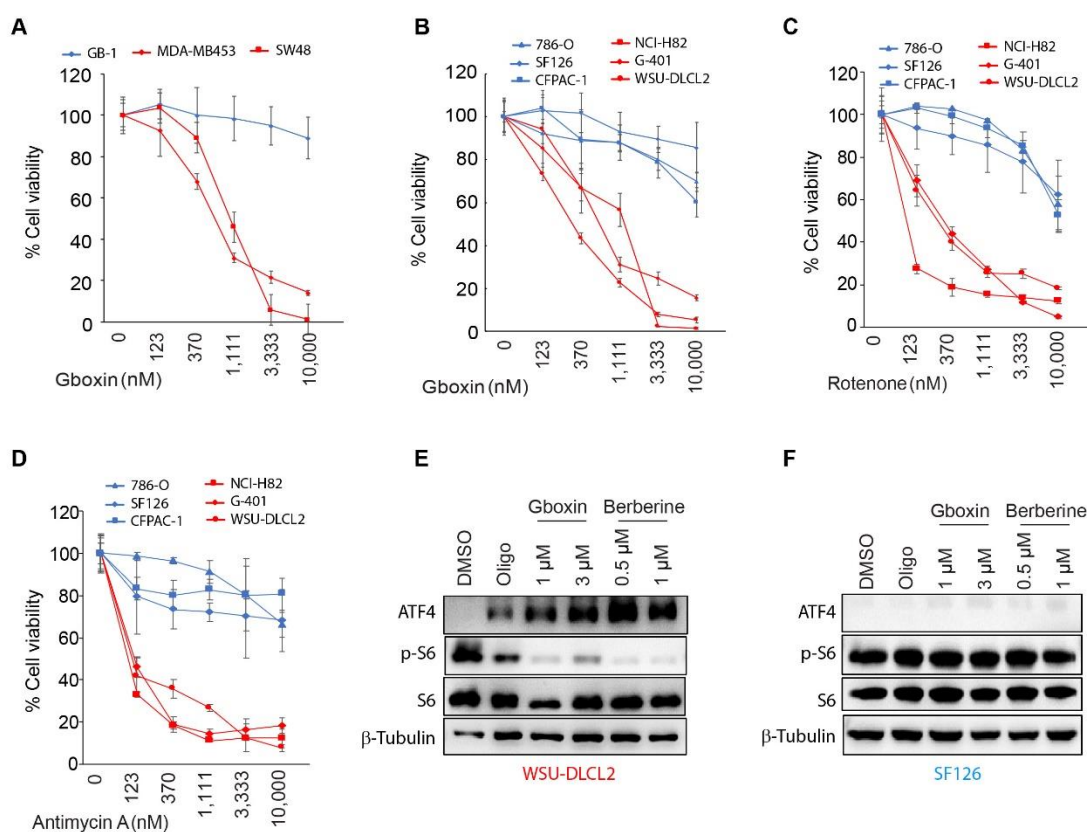 A
GB-1 MDA-MB453 SW48
% Cell viability
120
100
80
60
40
20
0
0 123 370 1,111 3,333 10,000
Gboxin (nM)
B
786-O NCI-H82
SF126 G-401
CFPAC-1 WSU-DLCL2
% Cell viability
120
100
80
60
40
20
0
0 123 370 1,111 3,333 10,000
Gboxin (nM)
C
786-O NCI-H82
SF126 G-401
CFPAC-1 WSU-DLCL2
% Cell viability
120
100
80
60
40
20
0
0 123 370 1,111 3,333 10,000
Rotenone (nM)
D
786-O NCI-H82
SF126 G-401
CFPAC-1 WSU-DLCL2
% Cell viability
120
100
80
60
40
20
0
0 123 370 1,111 3,333 10,000
Antimycin A (nM)
E
Gboxin Berberine
DMSO Oligo 1 µM 3 µM 0.5 µM 1 µM
ATF4
p-S6
S6
β-Tubulin
WSU-DLCL2
F
Gboxin Berberine
DMSO Oligo 1 µM 3 µM 0.5 µM 1 µM
ATF4
p-S6
S6
β-Tubulin
SF126